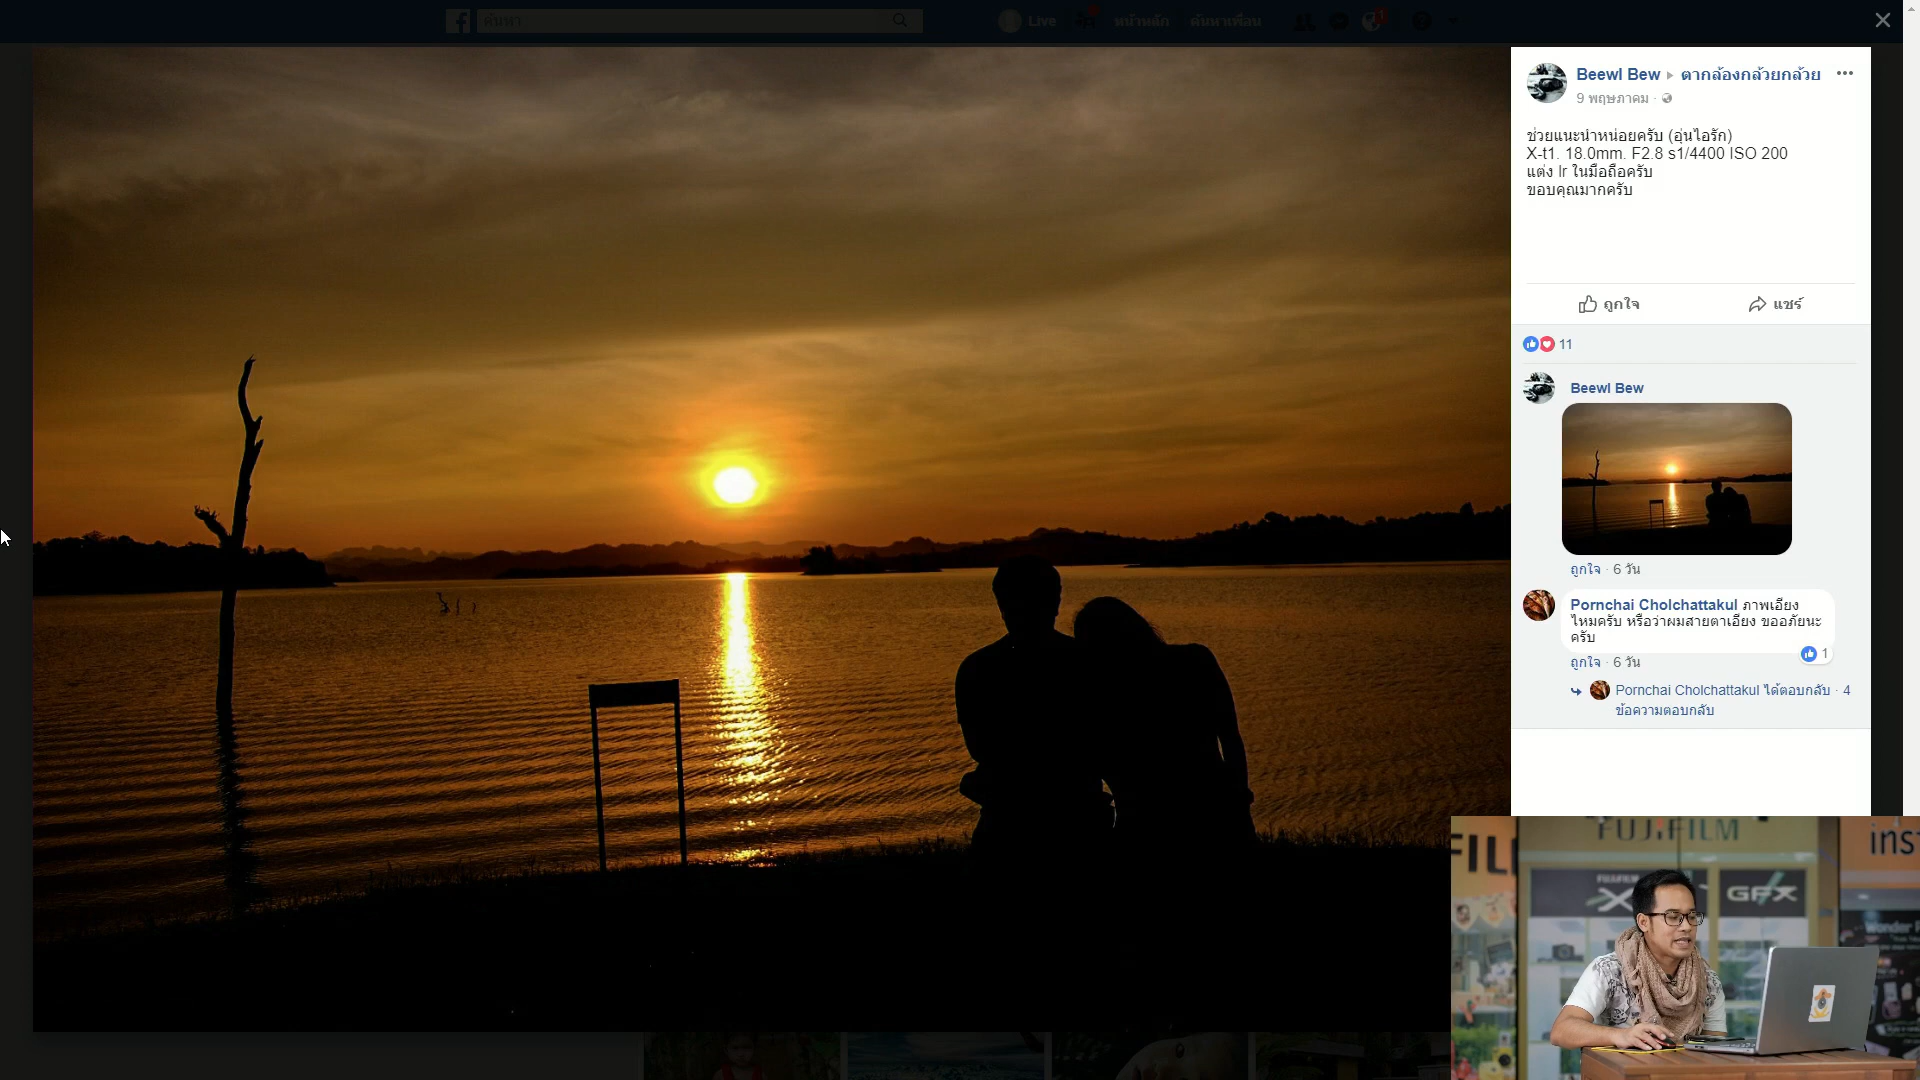 ค้นหา
Live
หน้าหลัก
ค้นหาเพื่อน
1
Beewl Bew ▸ ตากล้องกล้วยกล้วย
9 พฤษภาคม ·
ช่วยแนะนำหน่อยครับ (อุ่นไอรัก)
X-t1. 18.0mm. F2.8 s1/4400 ISO 200
แต่ง lr ในมือถือครับ
ขอบคุณมากครับ
ถูกใจ
แชร์
11
Beewl Bew
ถูกใจ · 6 วัน
Pornchai Cholchattakul ภาพเอียง
ไหมครับ หรือว่าผมสายตาเอียง ขออภัยนะ
ครับ
1
ถูกใจ · 6 วัน
Pornchai Cholchattakul ได้ตอบกลับ · 4
ข้อความตอบกลับ
FUJIFILM
FUJIFILM
X
GFX